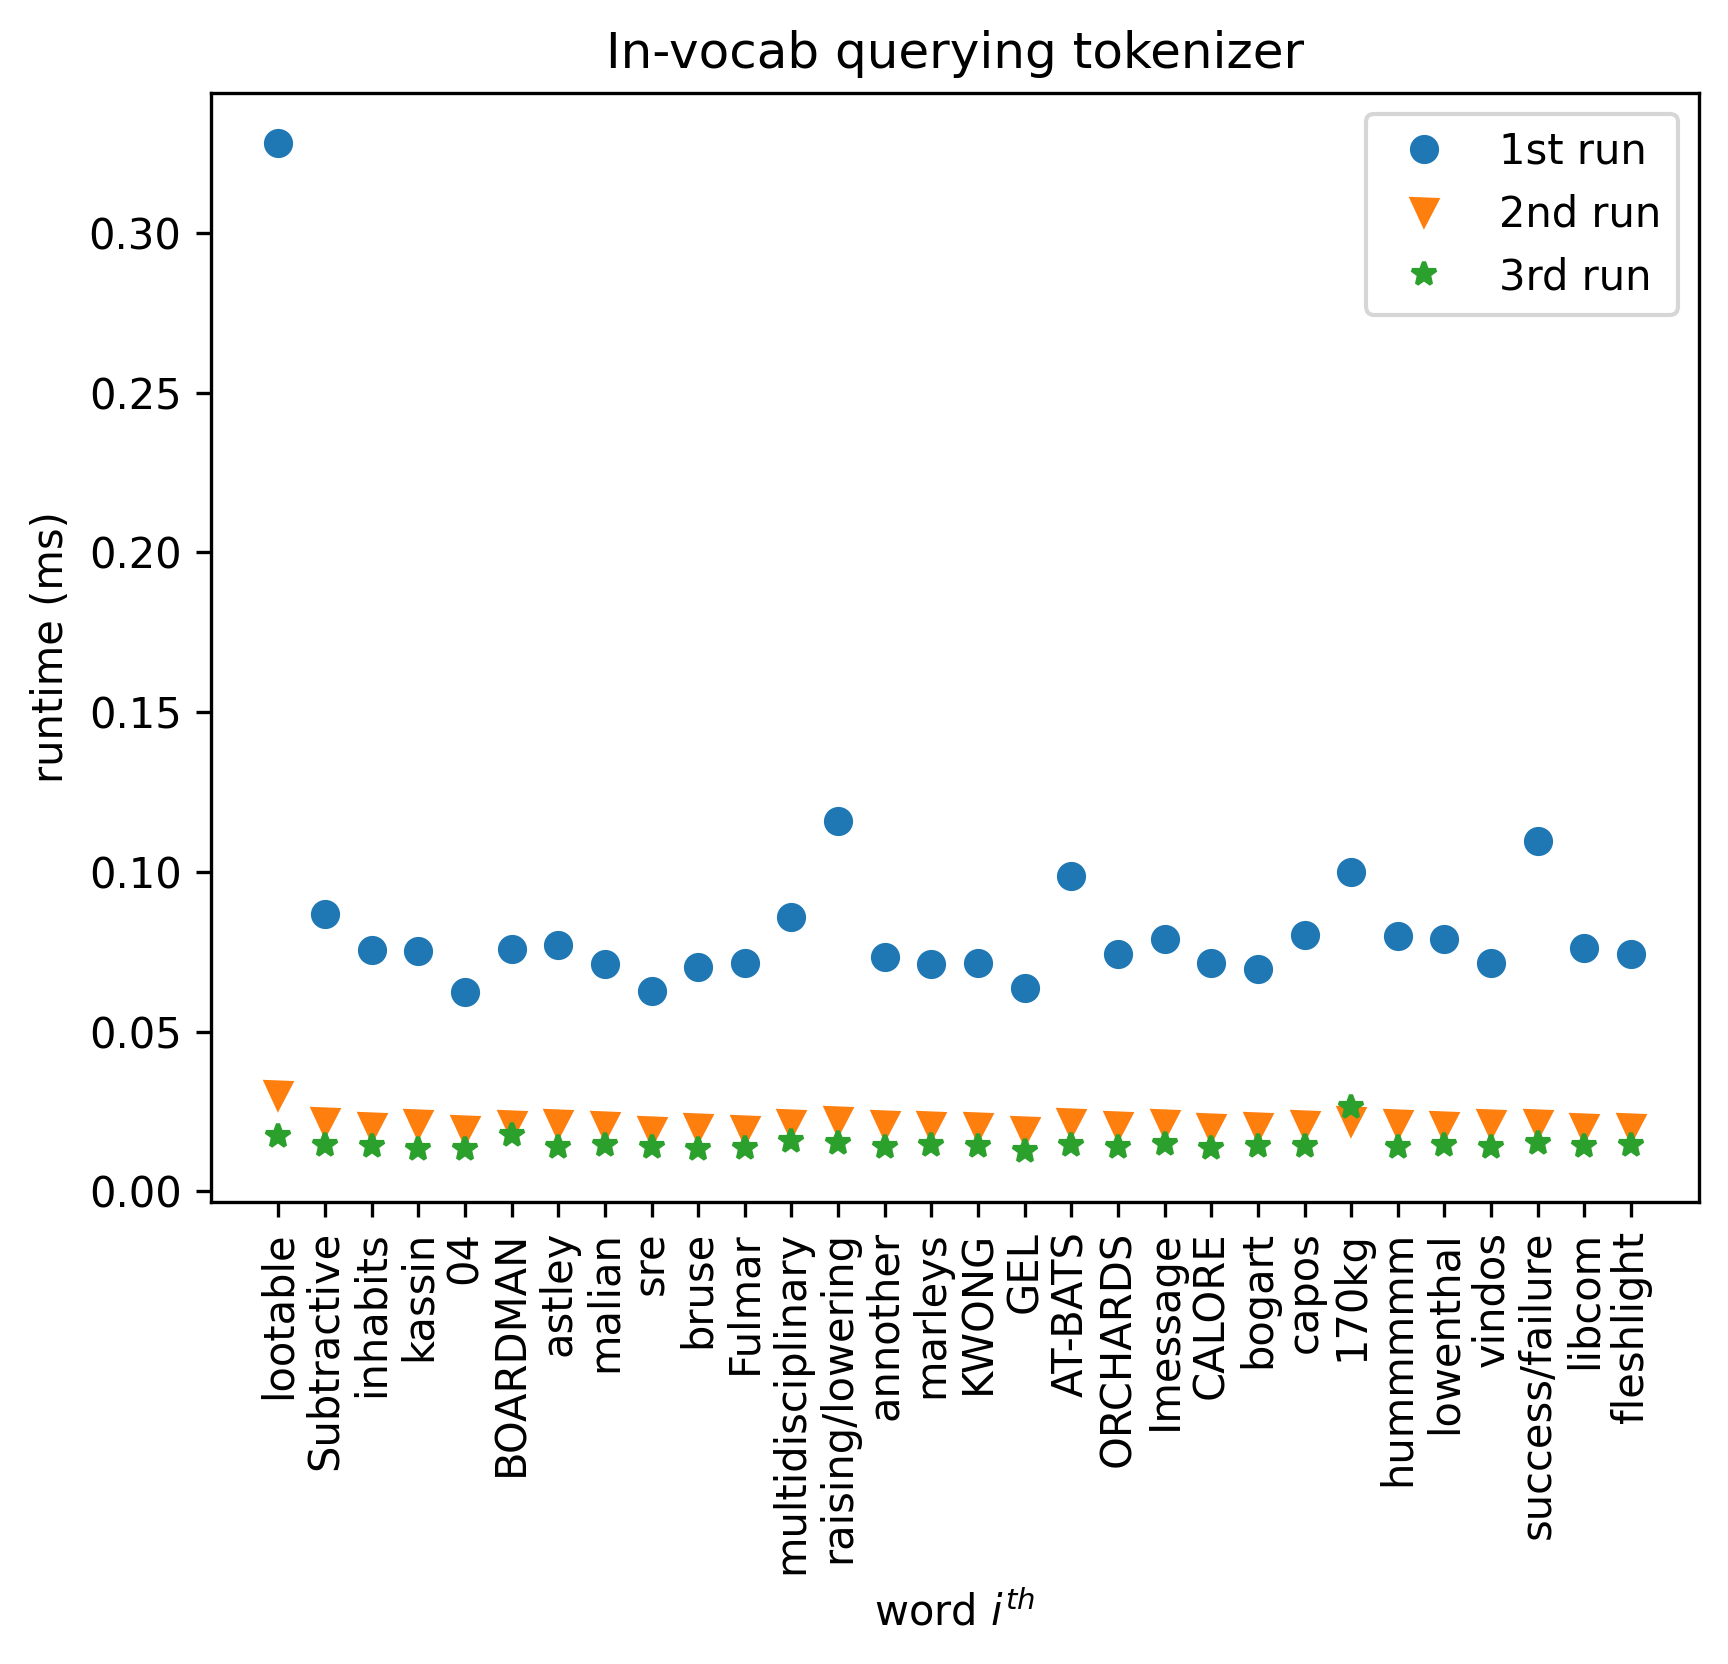 In-vocab querying tokenizer
1st run
2nd run
3rd run
0.30
0.25
0.20
0.15
0.10
0.05
0.00
runtime (ms)
lootable
Subtractive
inhabits
kassin
04
BOARDMAN
astley
malian
sre
bruse
Fulmar
multidisciplinary
raising/lowering
annother
marleys
KWONG
GEL
AT-BATS
ORCHARDS
Imessage
CALORE
bogart
capos
170kg
hummmmm
lowenthal
vindos
success/failure
libcom
fleshlight
word i^th